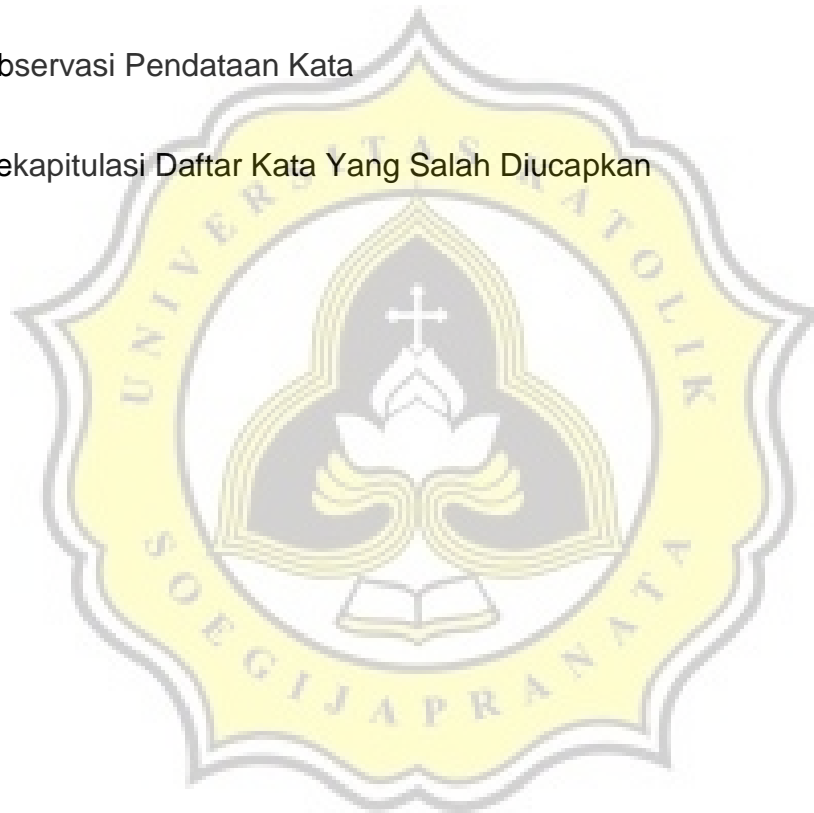 bservasi Pendataan Kata
ekapitulasi Daftar Kata Yang Salah Diucapkan
UNIVERSITAS KATOLIK
SOEGIJAPRANATA